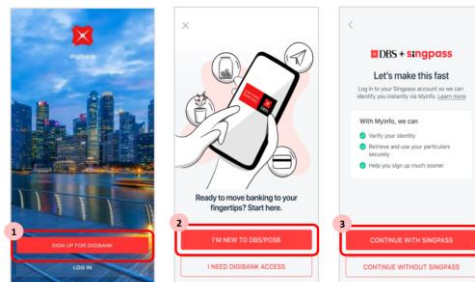 digibank
1
SIGN UP FOR DIGIBANK
LOG IN
×
DBS
Ready to move banking to your
fingertips? Start here.
2
I'M NEW TO DBS/POSB
I NEED DIGIBANK ACCESS
<
DBS + singpass
Let's make this fast
Log in to your Singpass account so we can
identify you instantly via Myinfo. Learn more
With Myinfo, we can
Verify your identity
Retrieve and use your particulars
securely
Help you sign up much sooner
3
CONTINUE WITH SINGPASS
CONTINUE WITHOUT SINGPASS